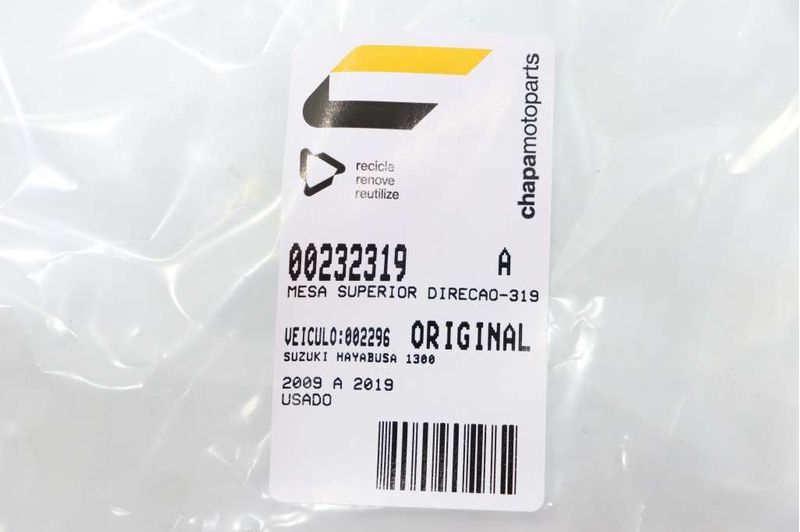 chapamotoparts
recicle
renove
reutilize
00232319 A
MESA SUPERIOR DIRECAO-319
VEICULO:002296 ORIGINAL
SUZUKI HAYABUSA 1300
2009 A 2019
USADO